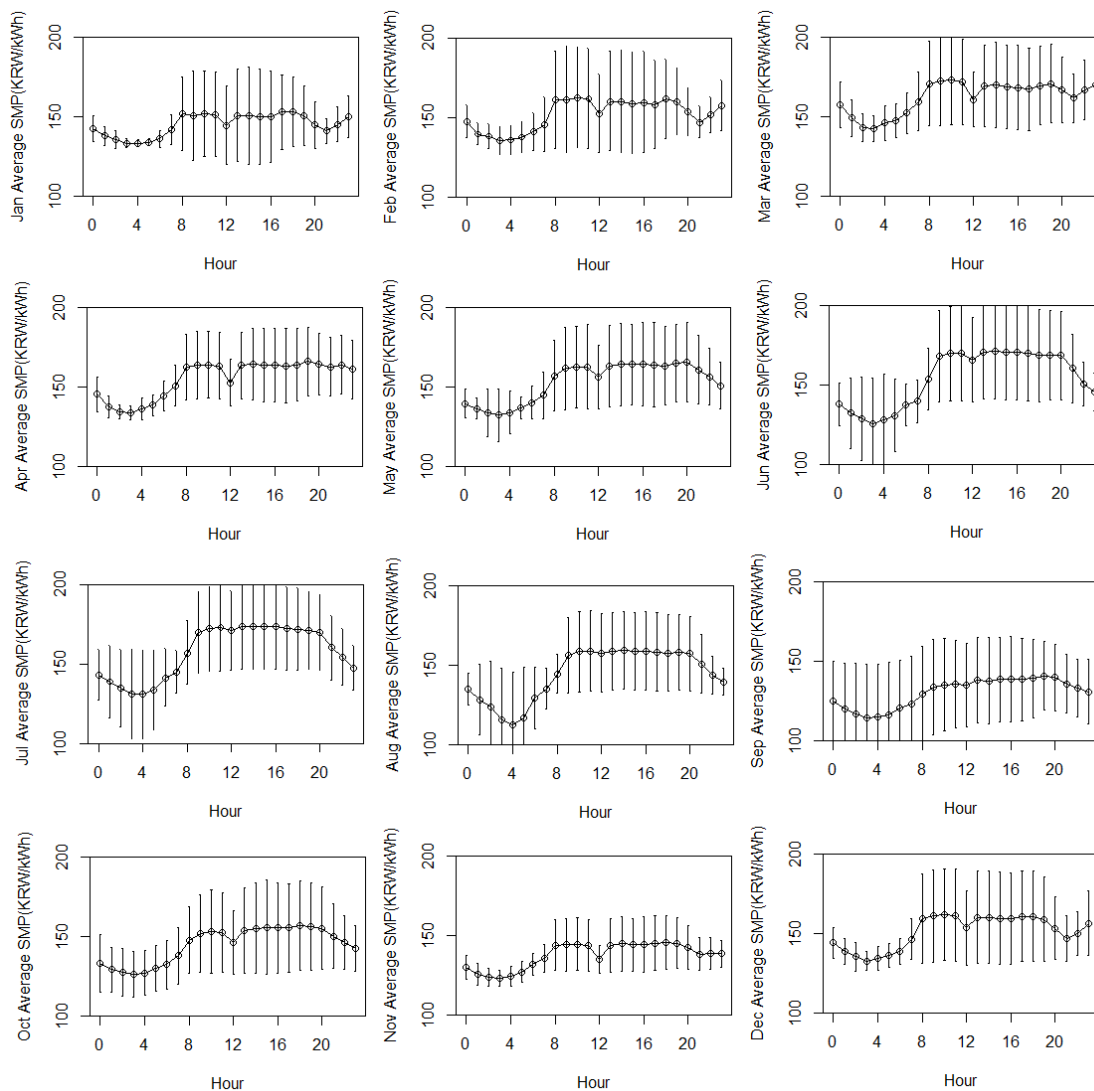 Jan Average SMP(KRW/kWh)
200
150
100
0 4 8 12 16 20
Hour
Feb Average SMP(KRW/kWh)
200
150
100
0 4 8 12 16 20
Hour
Mar Average SMP(KRW/kWh)
200
150
100
0 4 8 12 16 20
Hour
Apr Average SMP(KRW/kWh)
200
150
100
0 4 8 12 16 20
Hour
May Average SMP(KRW/kWh)
200
150
100
0 4 8 12 16 20
Hour
Jun Average SMP(KRW/kWh)
200
150
100
0 4 8 12 16 20
Hour
Jul Average SMP(KRW/kWh)
200
150
100
0 4 8 12 16 20
Hour
Aug Average SMP(KRW/kWh)
200
150
100
0 4 8 12 16 20
Hour
Sep Average SMP(KRW/kWh)
200
150
100
0 4 8 12 16 20
Hour
Oct Average SMP(KRW/kWh)
200
150
100
0 4 8 12 16 20
Hour
Nov Average SMP(KRW/kWh)
200
150
100
0 4 8 12 16 20
Hour
Dec Average SMP(KRW/kWh)
200
150
100
0 4 8 12 16 20
Hour